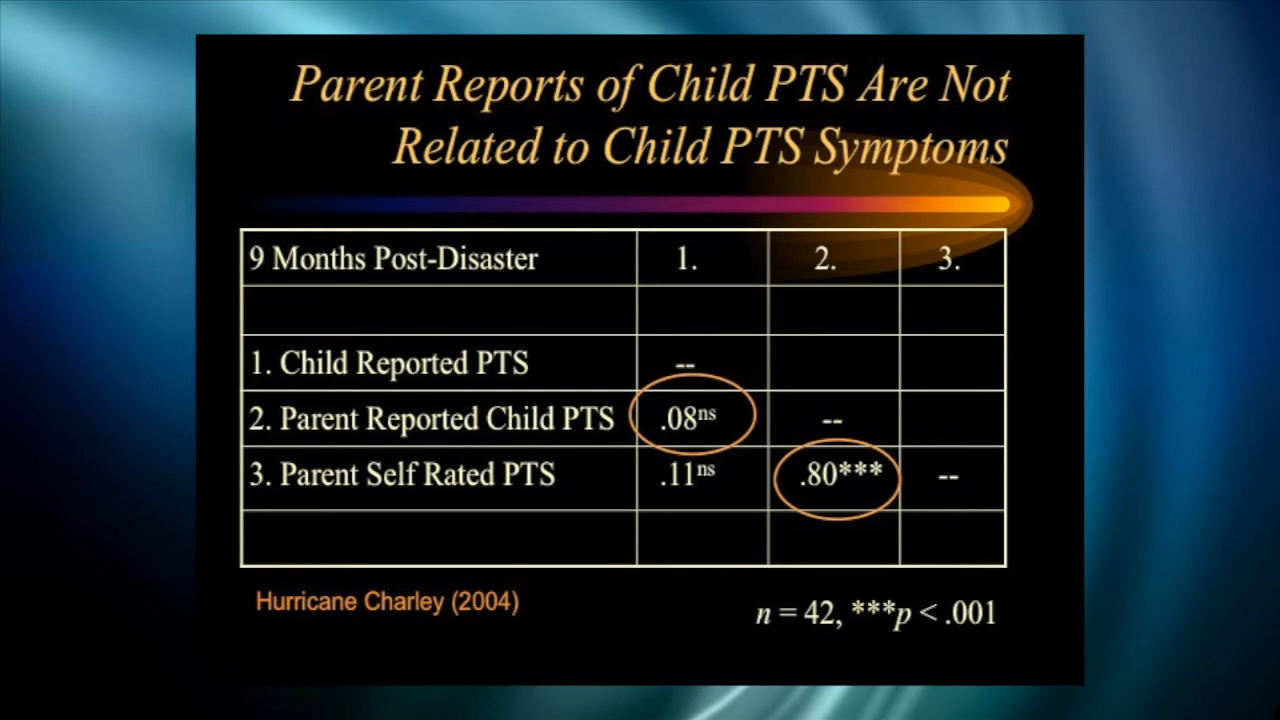 Parent Reports of Child PTS Are Not
Related to Child PTS Symptoms
9 Months Post-Disaster 1. 2. 3.
1. Child Reported PTS --
2. Parent Reported Child PTS .08ns --
3. Parent Self Rated PTS .11ns .80*** --
Hurricane Charley (2004)
n = 42, ***p < .001